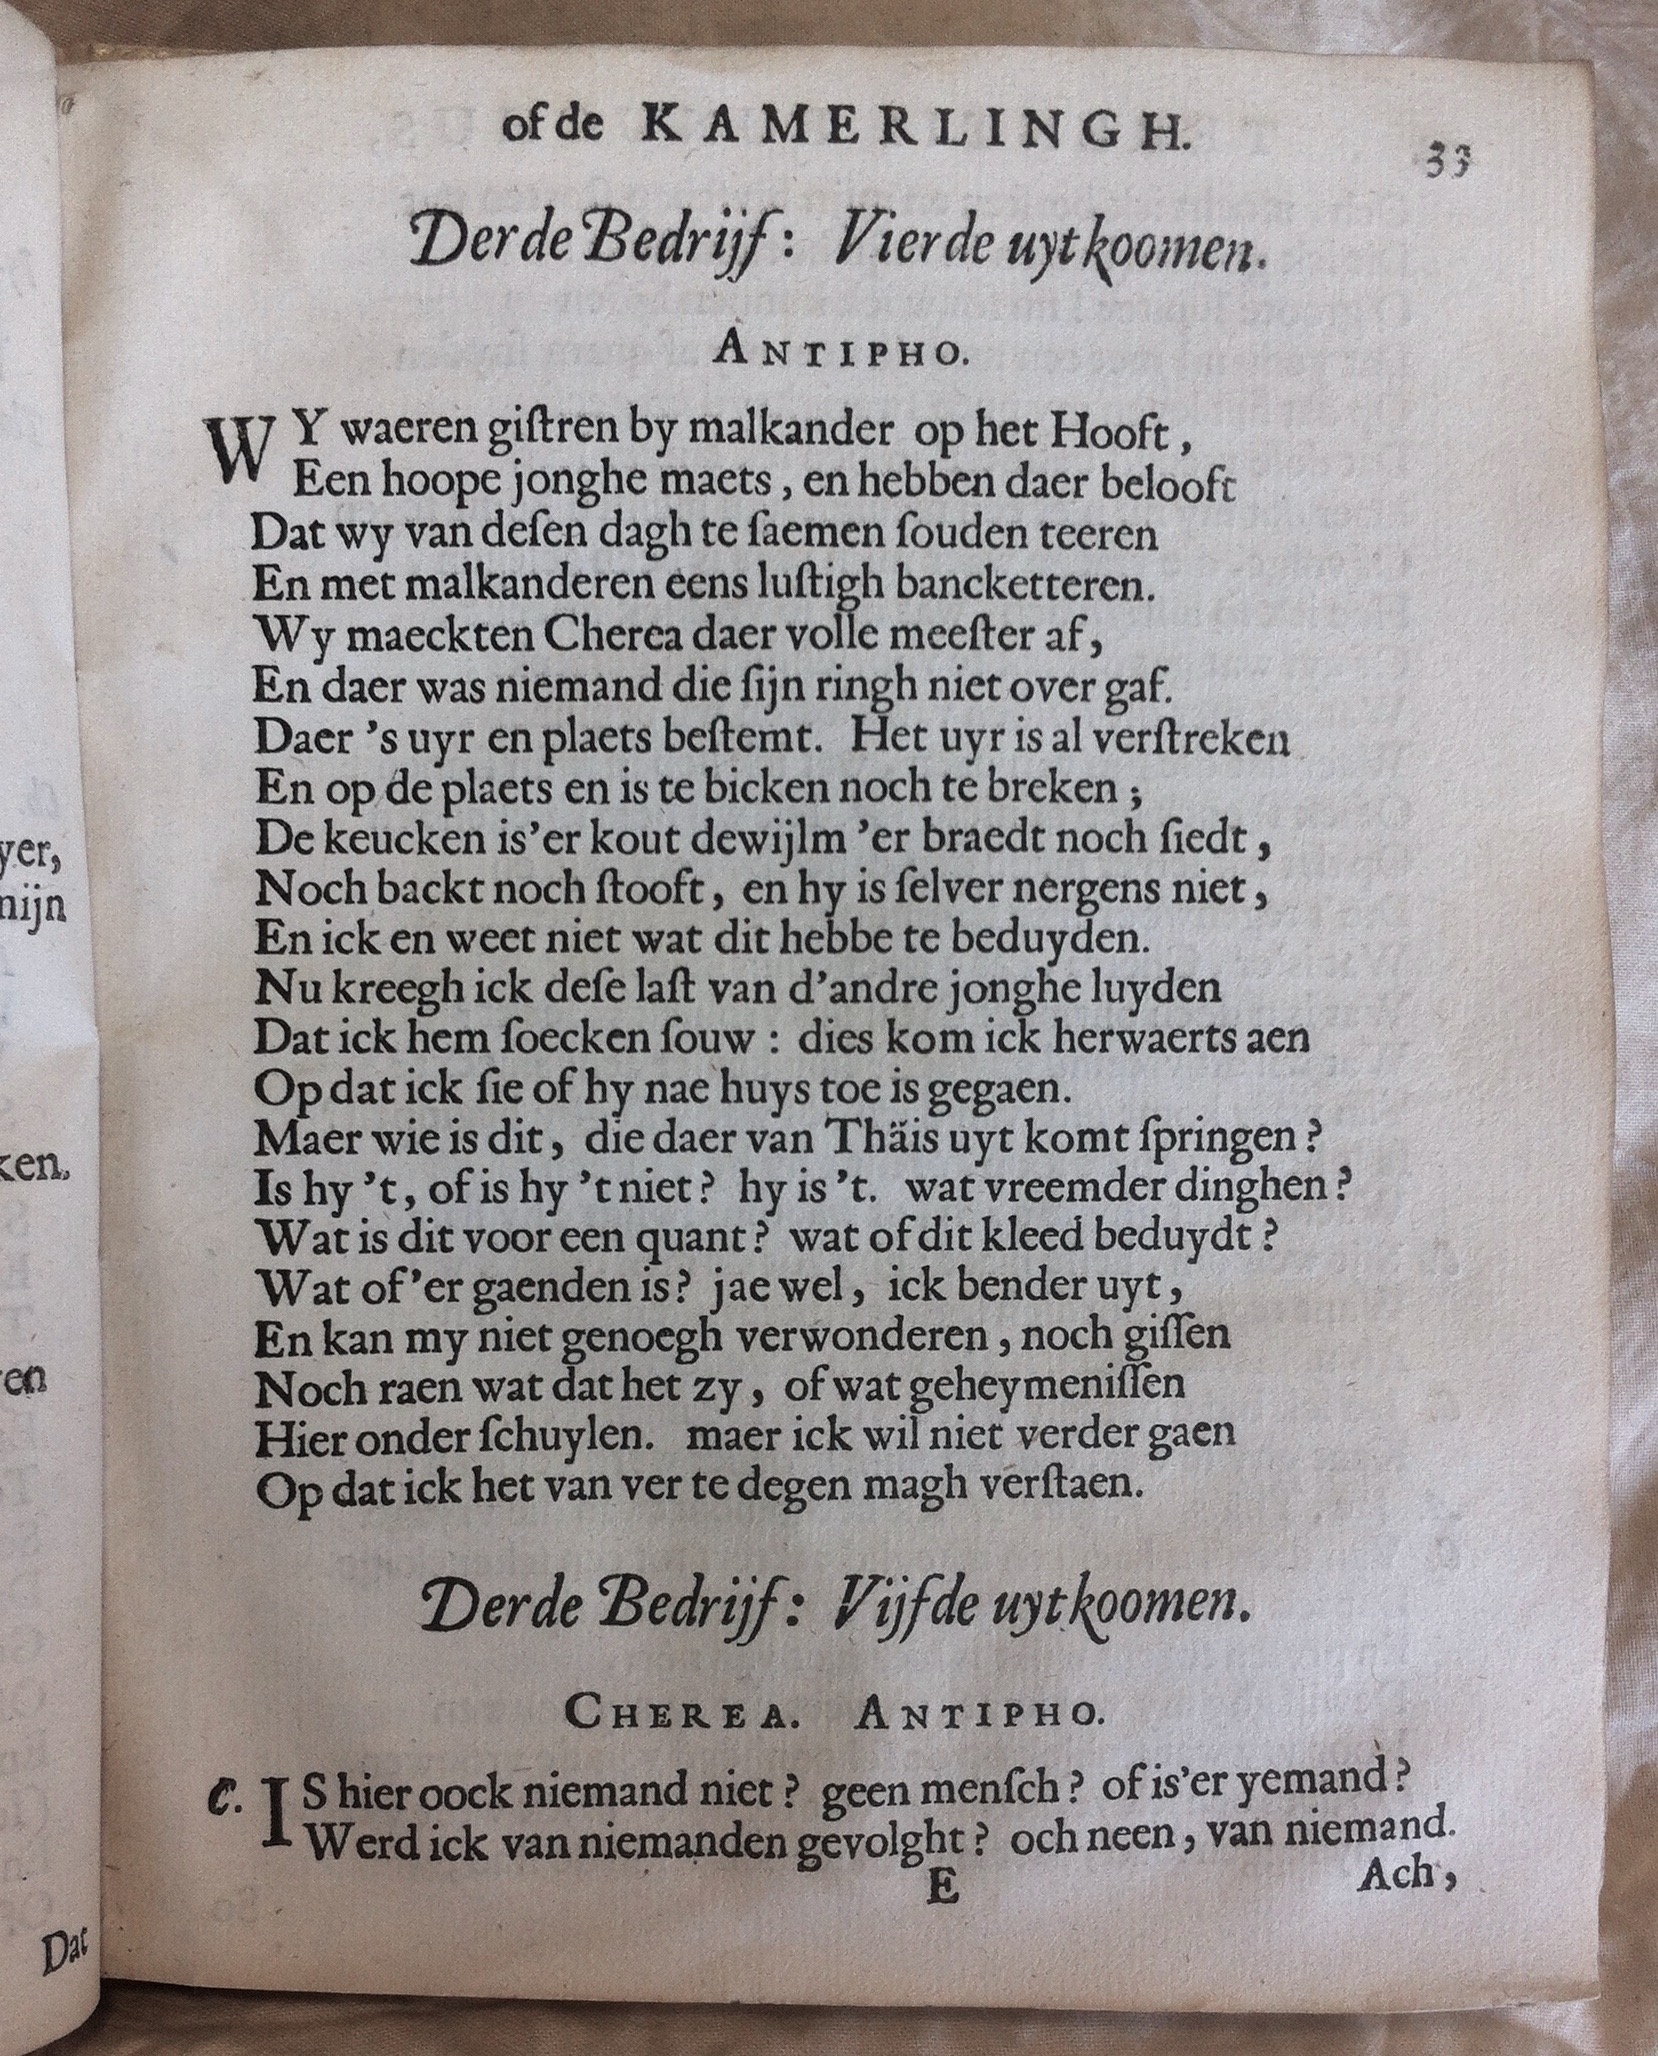 of de KAMERLINGH.
33
Derde Bedrijf: Vierde uytkoomen.
ANTIPHO.
WY waeren giſtren by malkander op het Hooft,
Een hoope jonghe maets, en hebben daer belooft
Dat wy van deſen dagh te ſaemen ſouden teeren
En met malkanderen eens luſtigh bancketteren.
Wy maeckten Cherea daer volle meeſter af,
En daer was niemand die ſijn ringh niet over gaf.
Daer 's uyr en plaets beſtemt. Het uyr is al verſtreken
En op de plaets en is te bicken noch te breken;
De keucken is'er kout dewijlm 'er braedt noch ſiedt,
Noch backt noch ſtooft, en hy is ſelver nergens niet,
En ick en weet niet wat dit hebbe te beduyden.
Nu kreegh ick deſe laſt van d'andre jonghe luyden
Dat ick hem ſoecken ſouw: dies kom ick herwaerts aen
Op dat ick ſie of hy nae huys toe is gegaen.
Maer wie is dit, die daer van Thäis uyt komt ſpringen?
Is hy 't, of is hy 't niet? hy is 't. wat vreemder dinghen?
Wat is dit voor een quant? wat of dit kleed beduydt?
Wat of'er gaenden is? jae wel, ick bender uyt,
En kan my niet genoegh verwonderen, noch giſſen
Noch raen wat dat het zy, of wat geheymeniſſen
Hier onder ſchuylen. maer ick wil niet verder gaen
Op dat ick het van ver te degen magh verſtaen.
Derde Bedrijf: Vijfde uytkoomen.
CHEREA. ANTIPHO.
C. IS hier oock niemand niet? geen menſch? of is'er yemand?
Werd ick van niemanden gevolght? och neen, van niemand.
E
Ach,
yer,
mijn
ken.
en
Dat